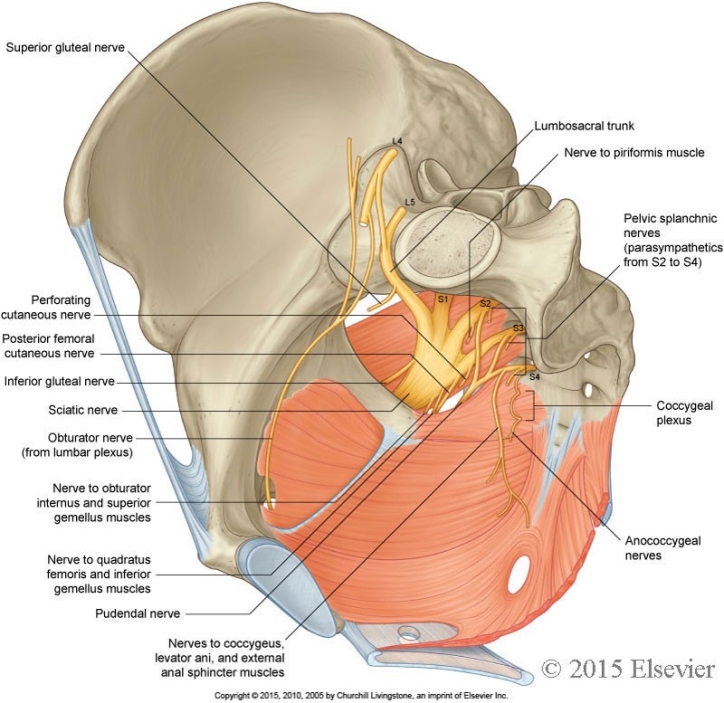 Superior gluteal nerve
L4
Lumbosacral trunk
Nerve to piriformis muscle
L5
Pelvic splanchnic
nerves
(parasympathetics
from S2 to S4)
Perforating
cutaneous nerve
S1
S2
S3
S4
Posterior femoral
cutaneous nerve
Inferior gluteal nerve
Sciatic nerve
Coccygeal
plexus
Obturator nerve
(from lumbar plexus)
Nerve to obturator
internus and superior
gemellus muscles
Anococcygeal
nerves
Nerve to quadratus
femoris and inferior
gemellus muscles
Pudendal nerve
Nerves to coccygeus,
levator ani, and external
anal sphincter muscles
© 2015 Elsevier
Copyright © 2015, 2010, 2005 by Churchill Livingstone, an imprint of Elsevier Inc.